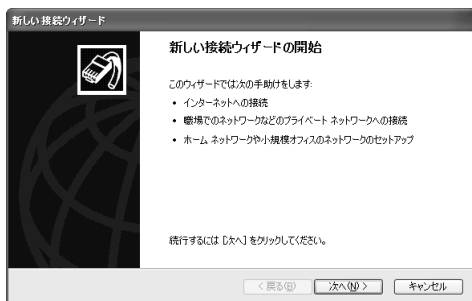 新しい接続ウィザード
新しい接続ウィザードの開始
このウィザードでは次の手助けをします:
• インターネットへの接続
• 職場でのネットワークなどのプライベート ネットワークへの接続
• ホーム ネットワークや小規模オフィスのネットワークのセットアップ
続行するには [次へ] をクリックしてください。
< 戻る(B) 次へ(N) > キャンセル